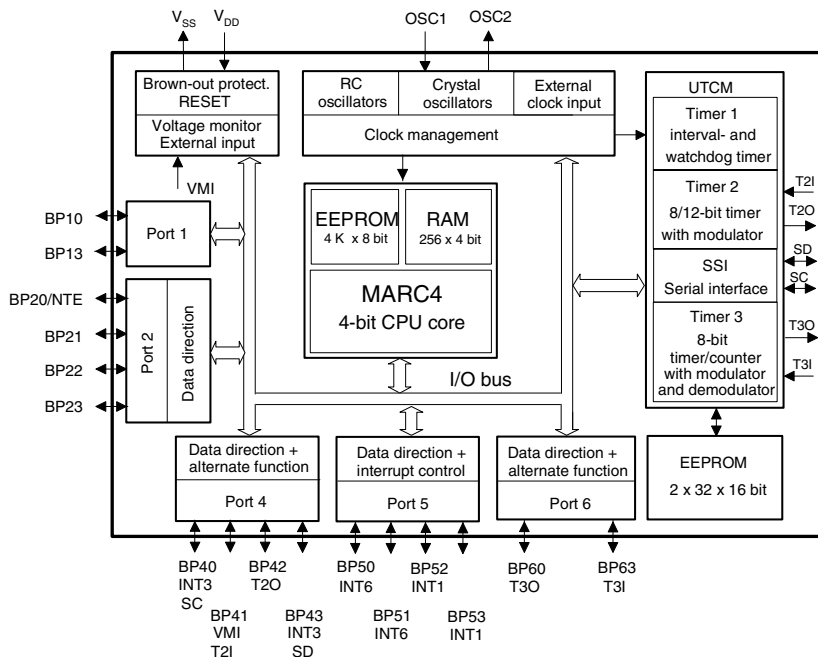 VSS
VDD
OSC1
OSC2
Brown-out protect.
RESET
Voltage monitor
External input
VMI
RC
oscillators
Crystal
oscillators
External
clock input
Clock management
UTCM
Timer 1
interval- and
watchdog timer
Timer 2
8/12-bit timer
with modulator
SSI
Serial interface
Timer 3
8-bit
timer/counter
with modulator
and demodulator
T2I
T2O
SD
SC
T3O
T3I
EEPROM
4 K x 8 bit
RAM
256 x 4 bit
MARC4
4-bit CPU core
I/O bus
BP10
BP13
Port 1
BP20/NTE
BP21
BP22
BP23
Port 2
Data direction
Data direction +
alternate function
Port 4
Data direction +
interrupt control
Port 5
Data direction +
alternate function
Port 6
EEPROM
2 x 32 x 16 bit
BP40
INT3
SC
BP41
VMI
T2I
BP42
T2O
BP43
INT3
SD
BP50
INT6
BP51
INT6
BP52
INT1
BP53
INT1
BP60
T3O
BP63
T3I